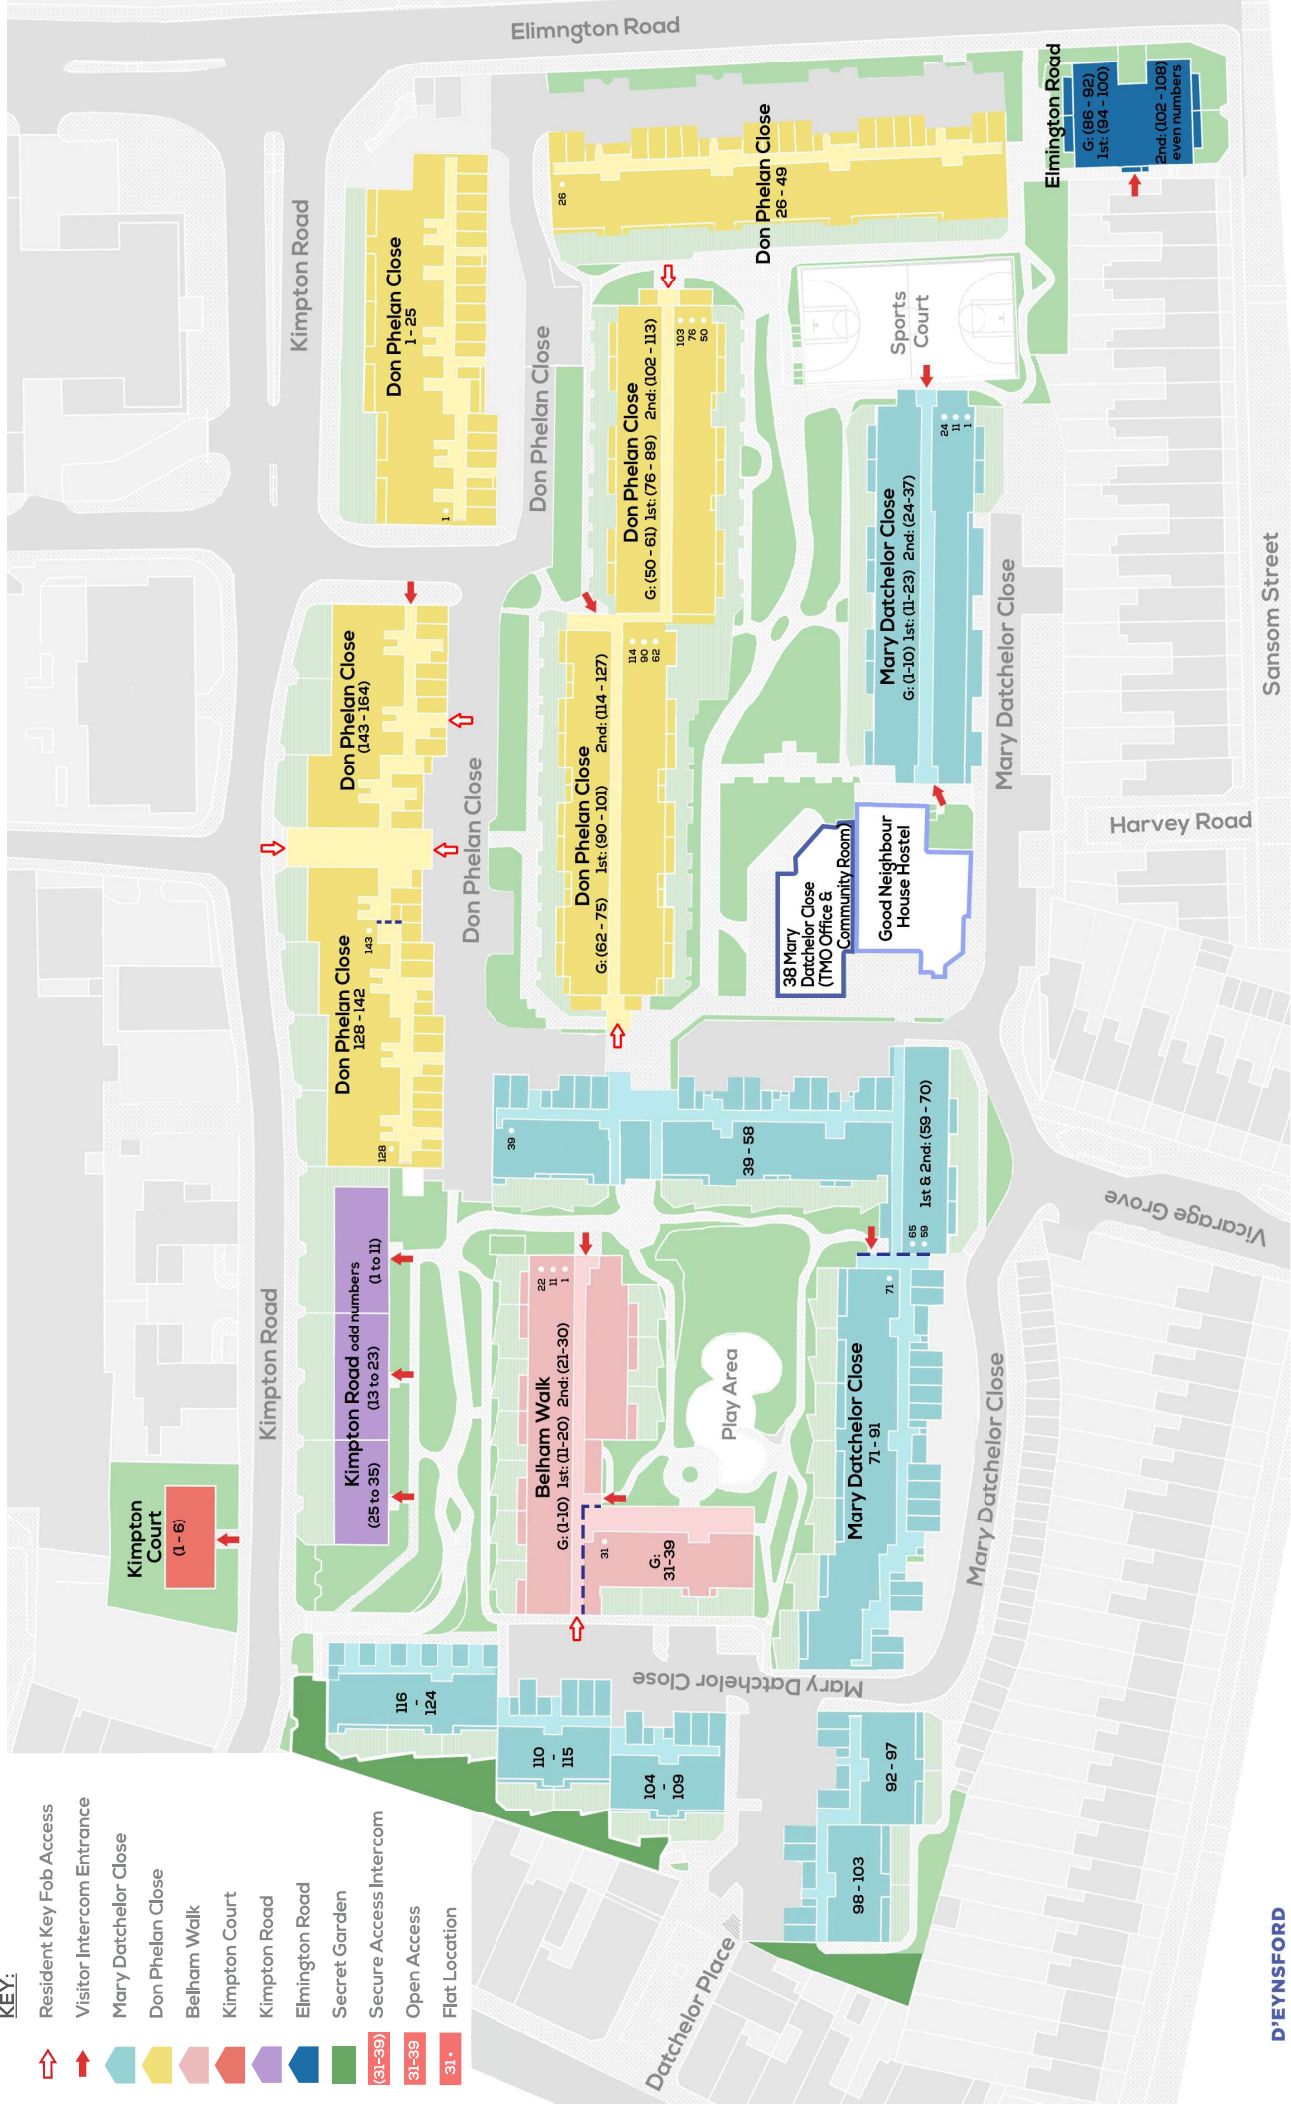 Elimngton Road
Kimpton Road
Don Phelan Close
1 - 25
1
Don Phelan Close
26
Don Phelan Close
26 - 49
Elmington Road
G: (86 - 92)
1st: (94 - 100)
2nd: (102 - 108)
even numbers
Sports
Court
Don Phelan Close
G: (50 - 61) 1st: (76 - 89) 2nd: (102 - 113)
103
76
50
Mary Datchelor Close
G: (1-10) 1st: (11-23) 2nd: (24-37)
24
11
1
Mary Datchelor Close
Sansom Street
Harvey Road
Don Phelan Close
(143 - 164)
Don Phelan Close
Don Phelan Close
G: (62 - 75) 1st: (90 - 101) 2nd: (114 - 127)
114
90
62
38 Mary
Datchelor Close
(TMO Office &
Community Room)
Good Neighbour
House Hostel
Don Phelan Close
128 - 142
143
128
39
39 - 58
1st & 2nd: (59 - 70)
65
59
Vicarage Grove
Kimpton Road
Kimpton Road odd numbers
(25 to 35) (13 to 23) (1 to 11)
Kimpton
Court
(1 - 6)
Belham Walk
G: (1-10) 1st: (11-20) 2nd: (21-30)
22
11
1
31
G:
31-39
Play Area
Mary Datchelor Close
71 - 91
71
Mary Datchelor Close
Mary Datchelor Close
116
-
124
110
-
115
104
-
109
92 - 97
98 - 103
Datchelor Place
KEY:
Resident Key Fob Access
Visitor Intercom Entrance
Mary Datchelor Close
Don Phelan Close
Belham Walk
Kimpton Court
Kimpton Road
Elmington Road
Secret Garden
(31-39) Secure Access Intercom
31-39 Open Access
31 • Flat Location
D'EYNSFORD